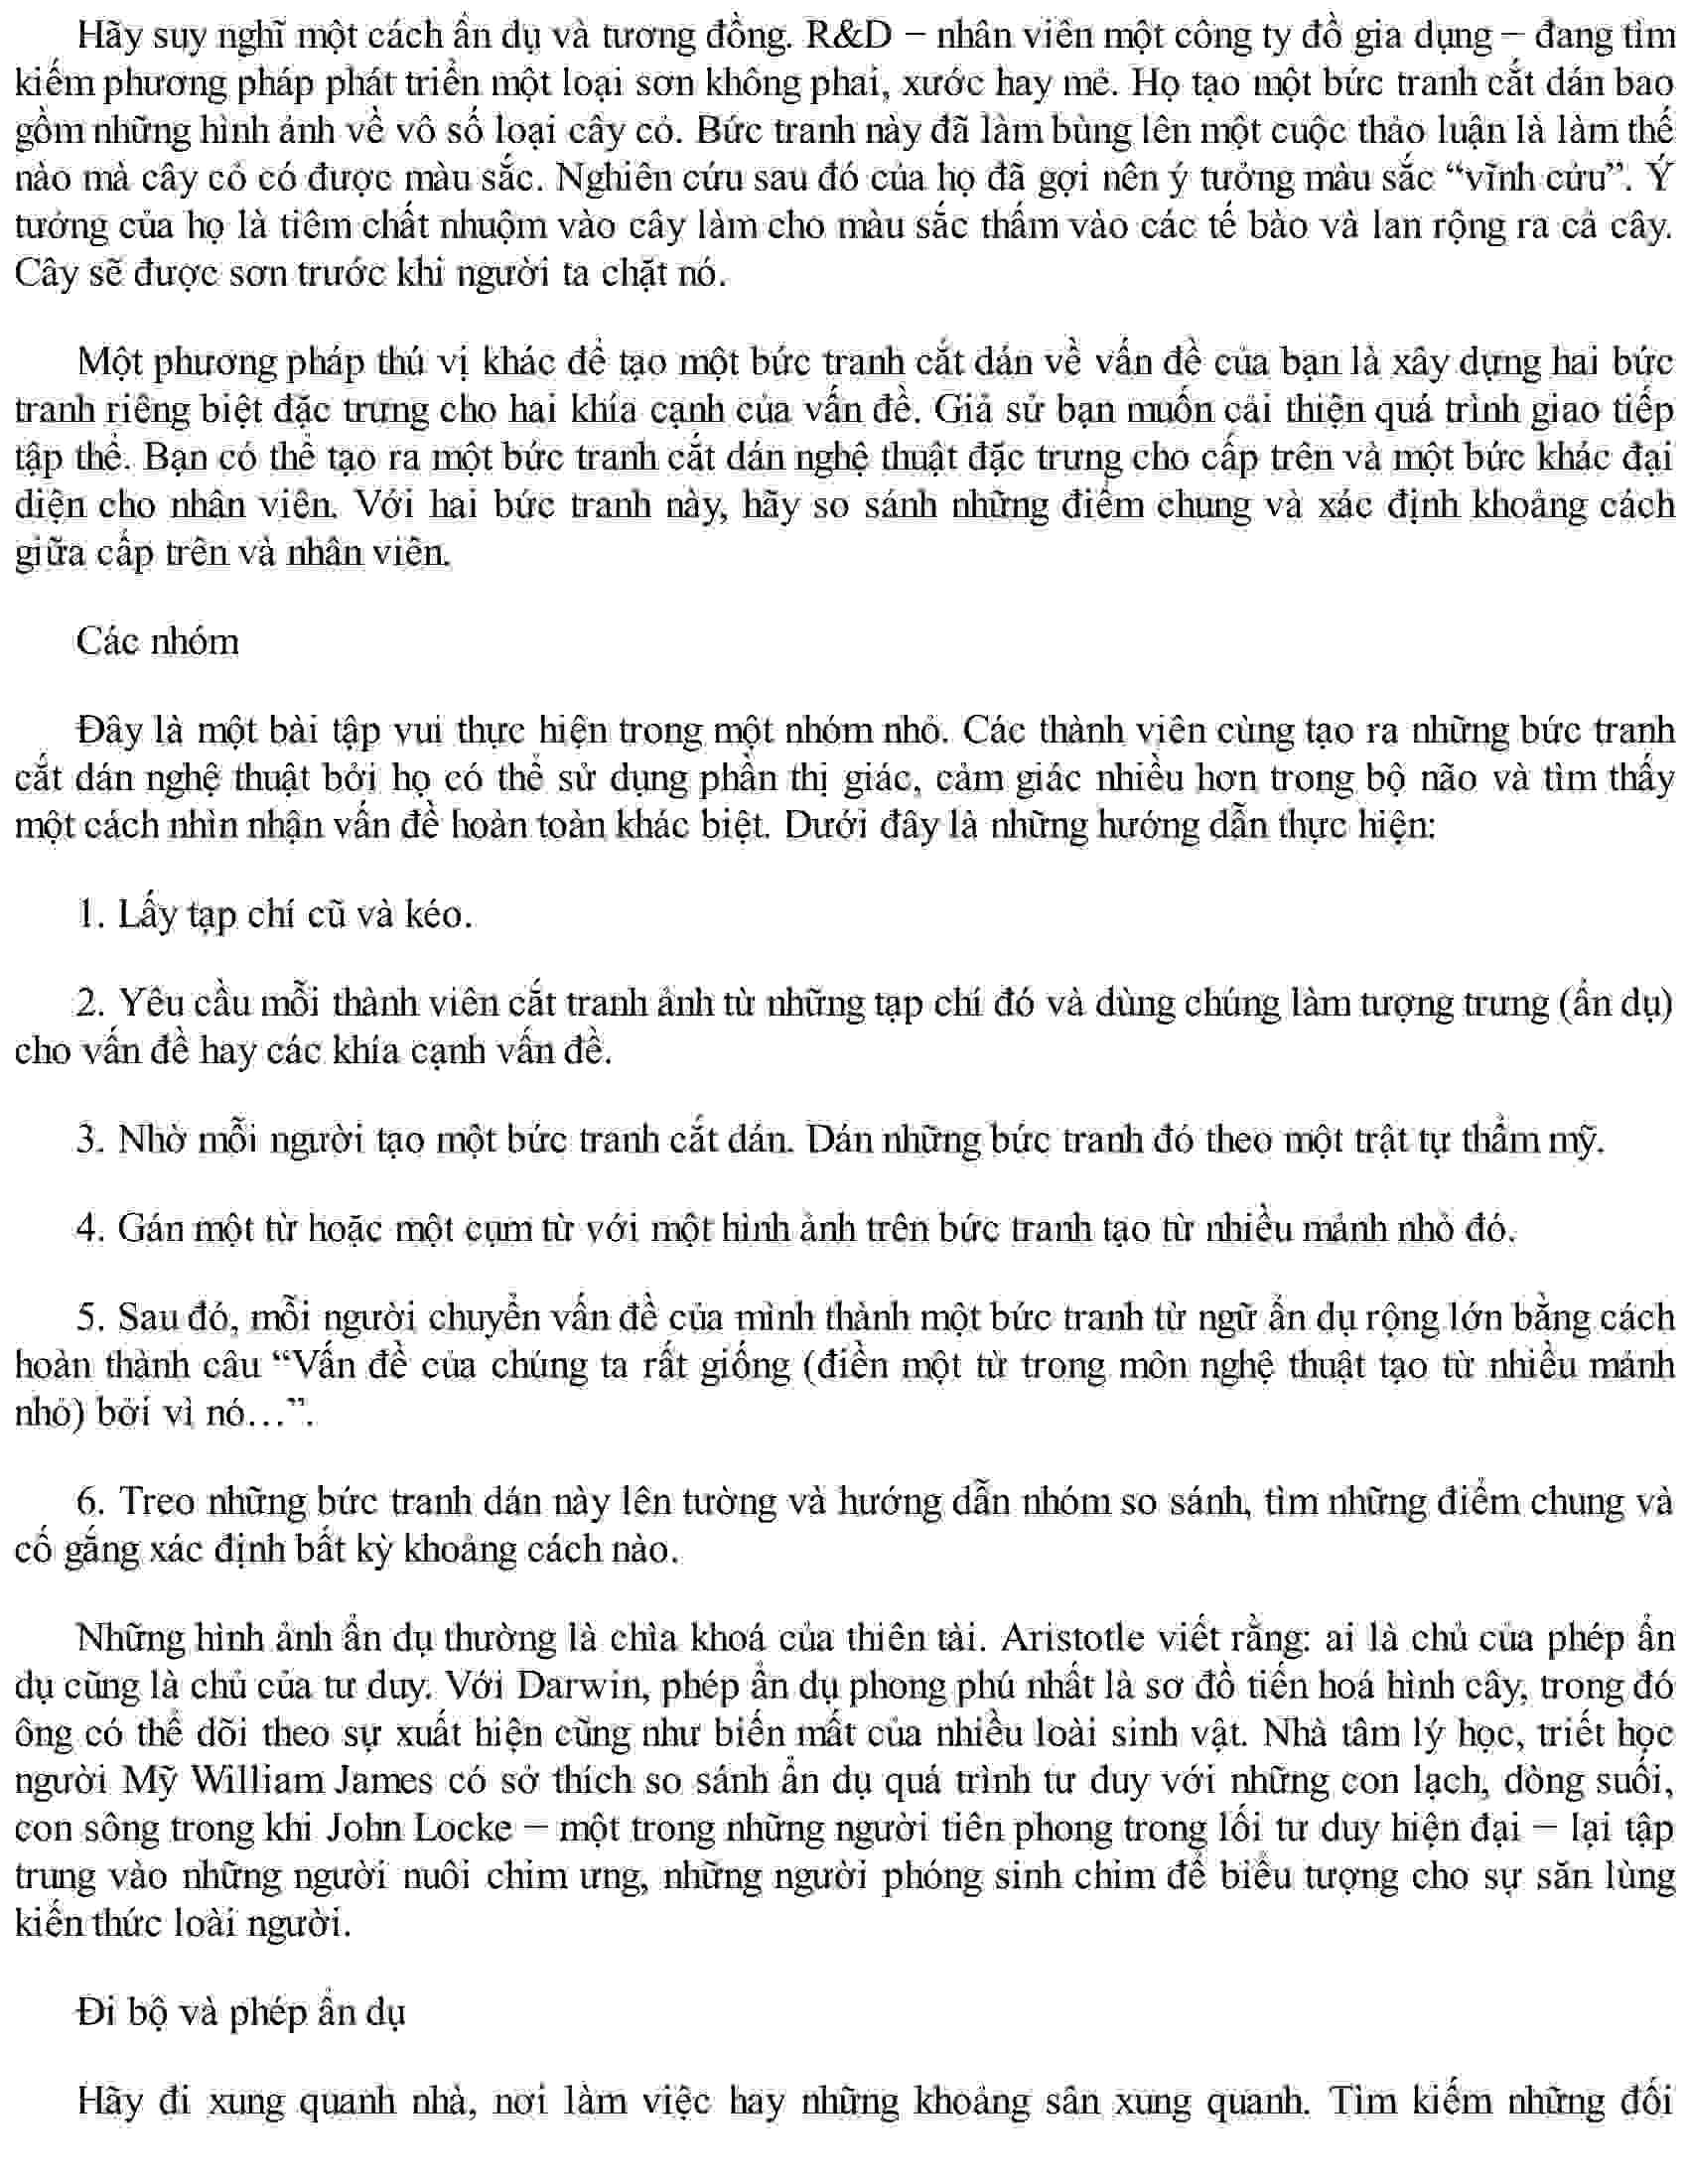 Hãy suy nghĩ một cách ẩn dụ và tương đồng. R&D – nhân viên một công ty đồ gia dụng – đang tìm
kiếm phương pháp phát triển một loại sơn không phai, xước hay mẻ. Họ tạo một bức tranh cắt dán bao
gồm những hình ảnh về vô số loại cây cỏ. Bức tranh này đã làm bùng lên một cuộc thảo luận là làm thế
nào mà cây cỏ có được màu sắc. Nghiên cứu sau đó của họ đã gợi nên ý tưởng màu sắc “vĩnh cửu”. Ý
tưởng của họ là tiêm chất nhuộm vào cây làm cho màu sắc thấm vào các tế bào và lan rộng ra cả cây.
Cây sẽ được sơn trước khi người ta chặt nó.
Một phương pháp thú vị khác để tạo một bức tranh cắt dán về vấn đề của bạn là xây dựng hai bức
tranh riêng biệt đặc trưng cho hai khía cạnh của vấn đề. Giả sử bạn muốn cải thiện quá trình giao tiếp
tập thể. Bạn có thể tạo ra một bức tranh cắt dán nghệ thuật đặc trưng cho cấp trên và một bức khác đại
diện cho nhân viên. Với hai bức tranh này, hãy so sánh những điểm chung và xác định khoảng cách
giữa cấp trên và nhân viên.
Các nhóm
Đây là một bài tập vui thực hiện trong một nhóm nhỏ. Các thành viên cùng tạo ra những bức tranh
cắt dán nghệ thuật bởi họ có thể sử dụng phần thị giác, cảm giác nhiều hơn trong bộ não và tìm thấy
một cách nhìn nhận vấn đề hoàn toàn khác biệt. Dưới đây là những hướng dẫn thực hiện:
1. Lấy tạp chí cũ và kéo.
2. Yêu cầu mỗi thành viên cắt tranh ảnh từ những tạp chí đó và dùng chúng làm tượng trưng (ẩn dụ)
cho vấn đề hay các khía cạnh vấn đề.
3. Nhờ mỗi người tạo một bức tranh cắt dán. Dán những bức tranh đó theo một trật tự thẩm mỹ.
4. Gán một từ hoặc một cụm từ với một hình ảnh trên bức tranh tạo từ nhiều mảnh nhỏ đó.
5. Sau đó, mỗi người chuyển vấn đề của mình thành một bức tranh từ ngữ ẩn dụ rộng lớn bằng cách
hoàn thành câu “Vấn đề của chúng ta rất giống (điền một từ trong môn nghệ thuật tạo từ nhiều mảnh
nhỏ) bởi vì nó…”.
6. Treo những bức tranh dán này lên tường và hướng dẫn nhóm so sánh, tìm những điểm chung và
cố gắng xác định bất kỳ khoảng cách nào.
Những hình ảnh ẩn dụ thường là chìa khoá của thiên tài. Aristotle viết rằng: ai là chủ của phép ẩn
dụ cũng là chủ của tư duy. Với Darwin, phép ẩn dụ phong phú nhất là sơ đồ tiến hoá hình cây, trong đó
ông có thể dõi theo sự xuất hiện cũng như biến mất của nhiều loài sinh vật. Nhà tâm lý học, triết học
người Mỹ William James có sở thích so sánh ẩn dụ quá trình tư duy với những con lạch, dòng suối,
con sông trong khi John Locke – một trong những người tiên phong trong lối tư duy hiện đại – lại tập
trung vào những người nuôi chim ưng, những người phóng sinh chim để biểu tượng cho sự săn lùng
kiến thức loài người.
Đi bộ và phép ẩn dụ
Hãy đi xung quanh nhà, nơi làm việc hay những khoảng sân xung quanh. Tìm kiếm những đối